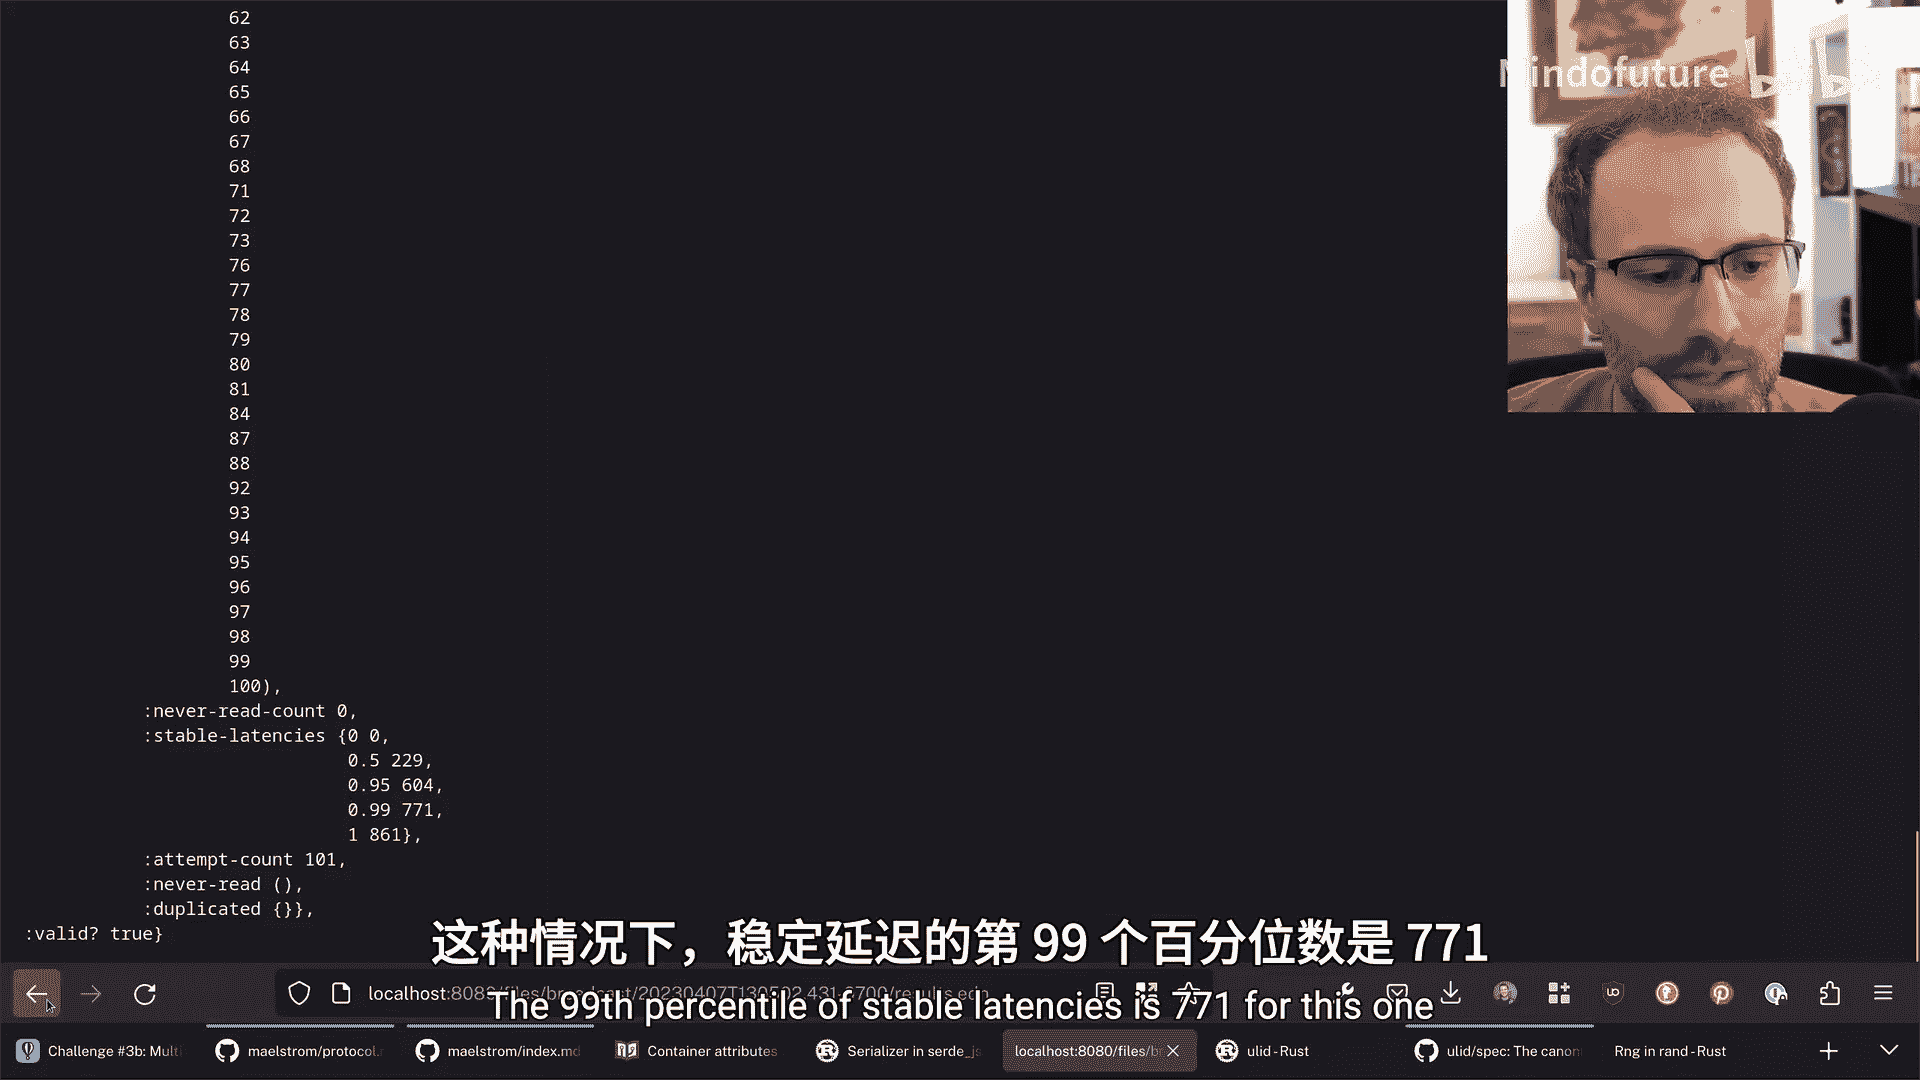 62
63
64
65
66
67
68
71
72
73
76
77
78
79
80
81
84
87
88
92
93
94
95
96
97
98
99
100),
:never-read-count 0,
:stable-latencies {0 0,
0.5 229,
0.95 604,
0.99 771,
1 861},
:attempt-count 101,
:never-read (),
:duplicated {}},
:valid? true}
Mindofuture
这种情况下，稳定延迟的第 99 个百分位数是 771
The 99th percentile of stable latencies is 771 for this one
Challenge #3b: Multi
maelstrom/protocol.
maelstrom/index.md
Container attributes
Serializer in serde_js
localhost:8080/files/b
ulid - Rust
ulid/spec: The canon
Rng in rand - Rust